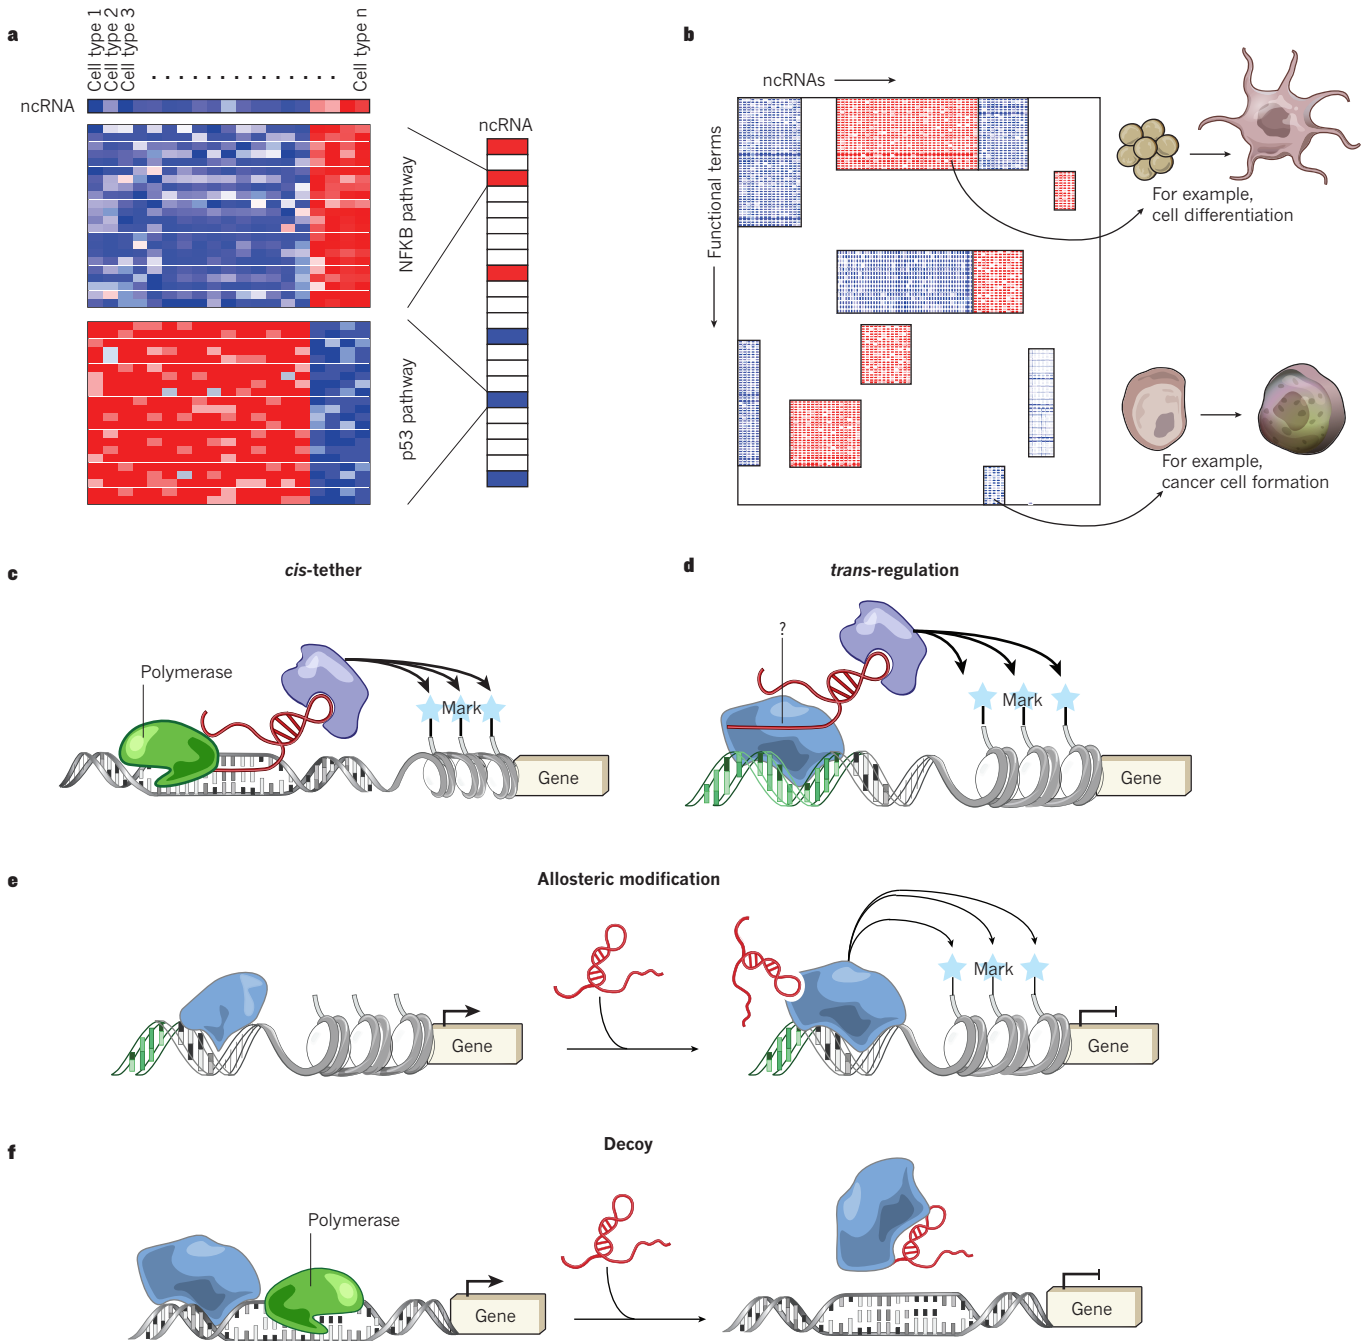 a
Cell type 1
Cell type 2
Cell type 3
Cell type n
ncRNA
NFKB pathway
p53 pathway
ncRNA
b
ncRNAs
Functional terms
For example,
cell differentiation
For example,
cancer cell formation
c
cis-tether
Polymerase
Mark
Gene
d
trans-regulation
?
Mark
Gene
e
Allosteric modification
Gene
Mark
Gene
f
Decoy
Polymerase
Gene
Gene